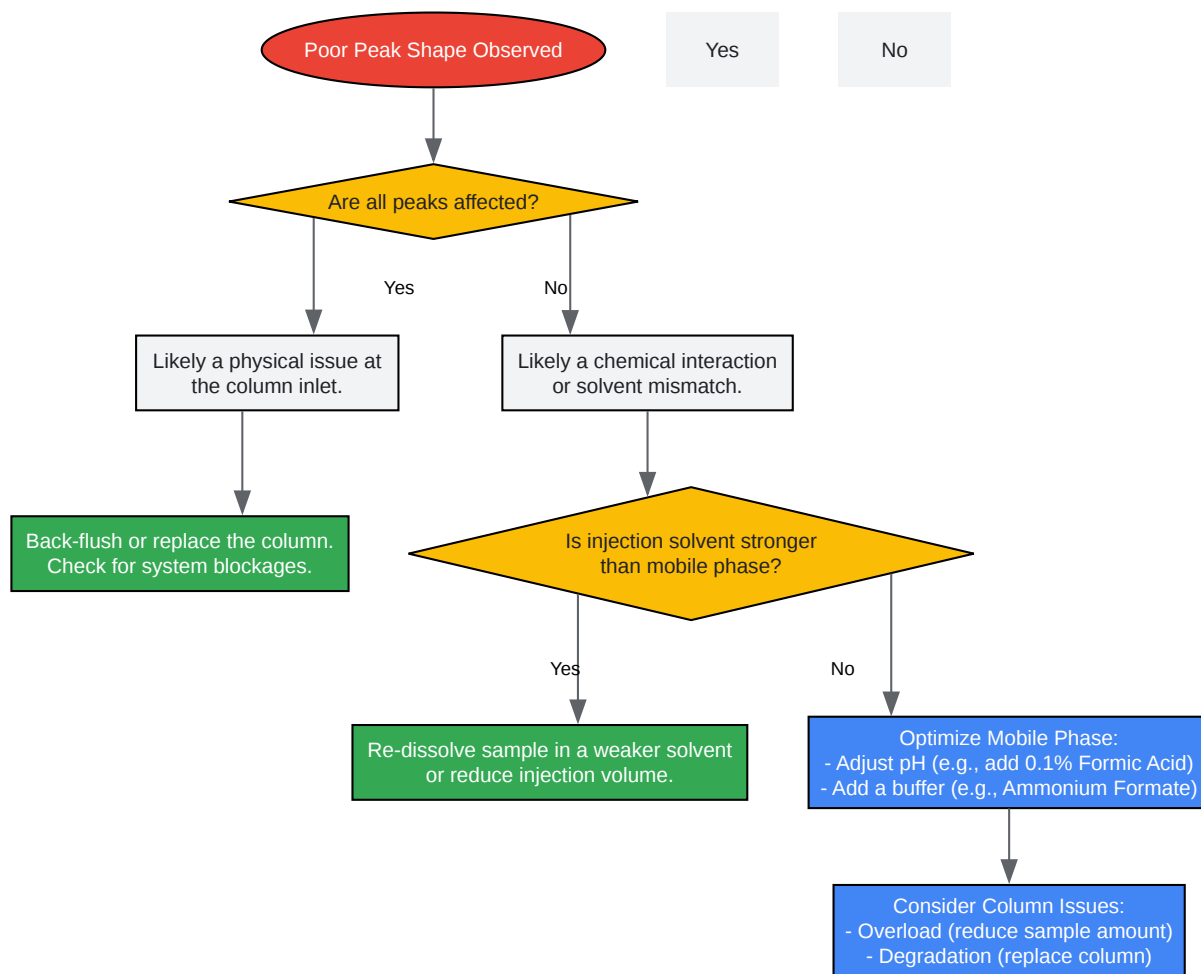 Poor Peak Shape Observed
Yes
No
Are all peaks affected?
Yes
No
Likely a physical issue at
the column inlet.
Likely a chemical interaction
or solvent mismatch.
Back-flush or replace the column.
Check for system blockages.
Is injection solvent stronger
than mobile phase?
Yes
No
Re-dissolve sample in a weaker solvent
or reduce injection volume.
Optimize Mobile Phase:
- Adjust pH (e.g., add 0.1% Formic Acid)
- Add a buffer (e.g., Ammonium Formate)
Consider Column Issues:
- Overload (reduce sample amount)
- Degradation (replace column)